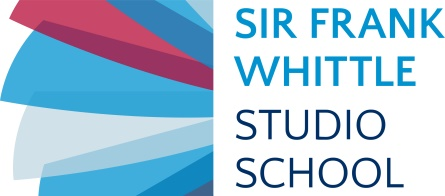 SIR FRANK
WHITTLE
STUDIO
SCHOOL